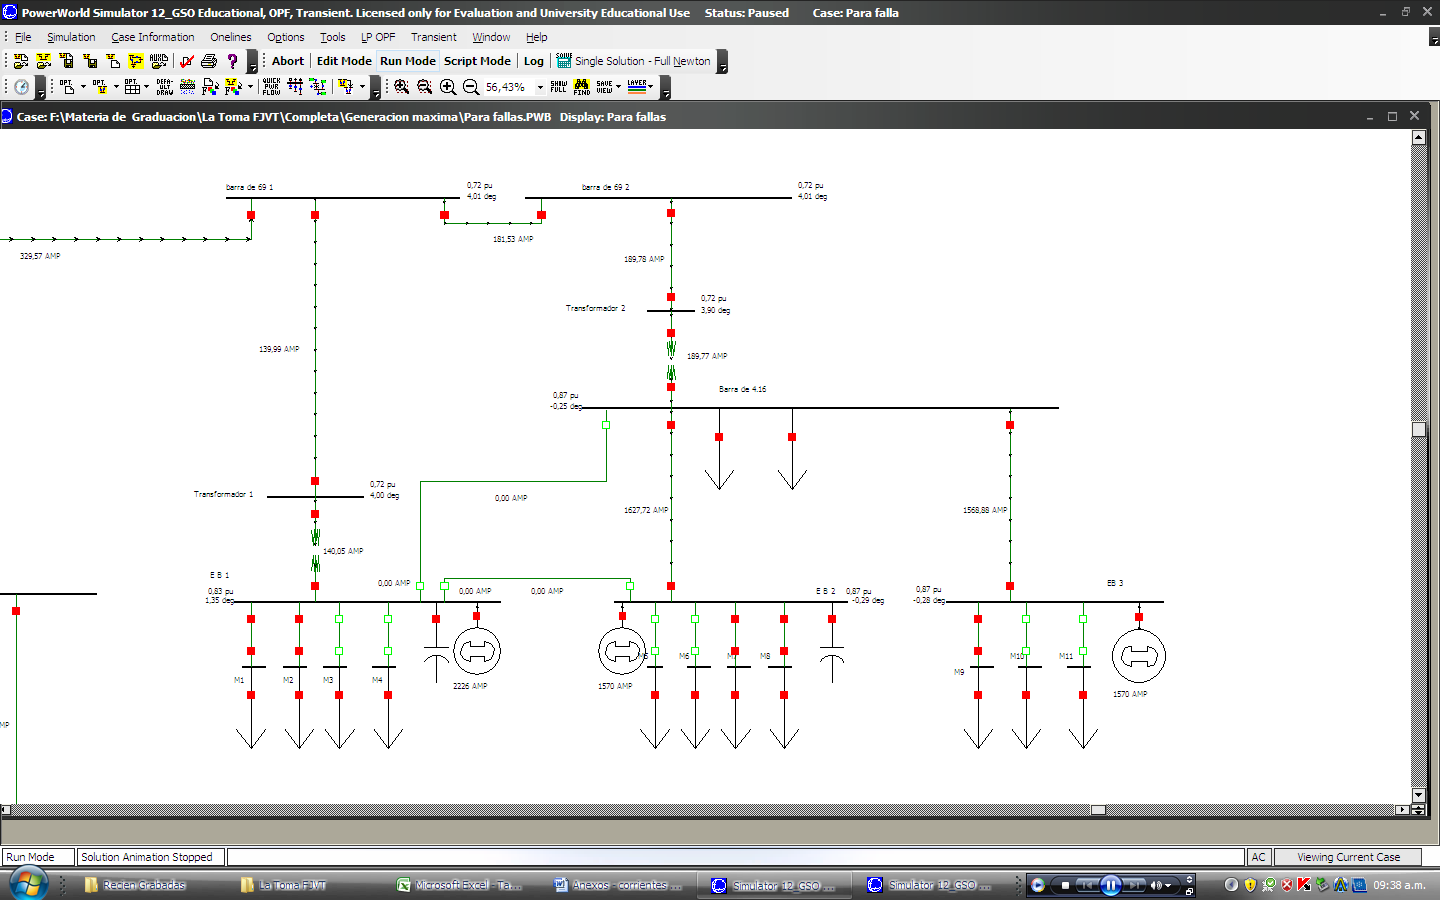 PowerWorld Simulator 12_GSO Educational, OPF, Transient. Licensed only for Evaluation and University Educational Use Status: Paused Case: Para falla
File Simulation Case Information Onelines Options Tools LP OPF Transient Window Help
Abort Edit Mode Run Mode Script Mode Log Single Solution - Full Newton
56,43%
Case: F:\Materia de Graduacion\La Toma FJVT\Completa\Generacion maxima\Para fallas.PWB Display: Para fallas
barra de 69 1
0,72 pu
4,01 deg
barra de 69 2
0,72 pu
4,01 deg
329,57 AMP
181,53 AMP
189,78 AMP
Transformador 2
0,72 pu
3,90 deg
139,99 AMP
189,77 AMP
Barra de 4.16
0,87 pu
-0,25 deg
Transformador 1
0,72 pu
4,00 deg
0,00 AMP
1627,72 AMP
1568,88 AMP
140,05 AMP
E B 1
0,83 pu
1,35 deg
0,00 AMP
0,00 AMP
0,00 AMP
E B 2
0,87 pu
-0,29 deg
0,87 pu
-0,28 deg
EB 3
M1
M2
M3
M4
2226 AMP
1570 AMP
M5
M6
M7
M8
M9
M10
M11
1570 AMP
MP
Run Mode
Solution Animation Stopped
AC
Viewing Current Case
Recien Grabadas
La Toma FJVT
Microsoft Excel - Ta...
Anexos - corrientes ...
Simulator 12_GSO ...
Simulator 12_GSO ...
09:38 a.m.